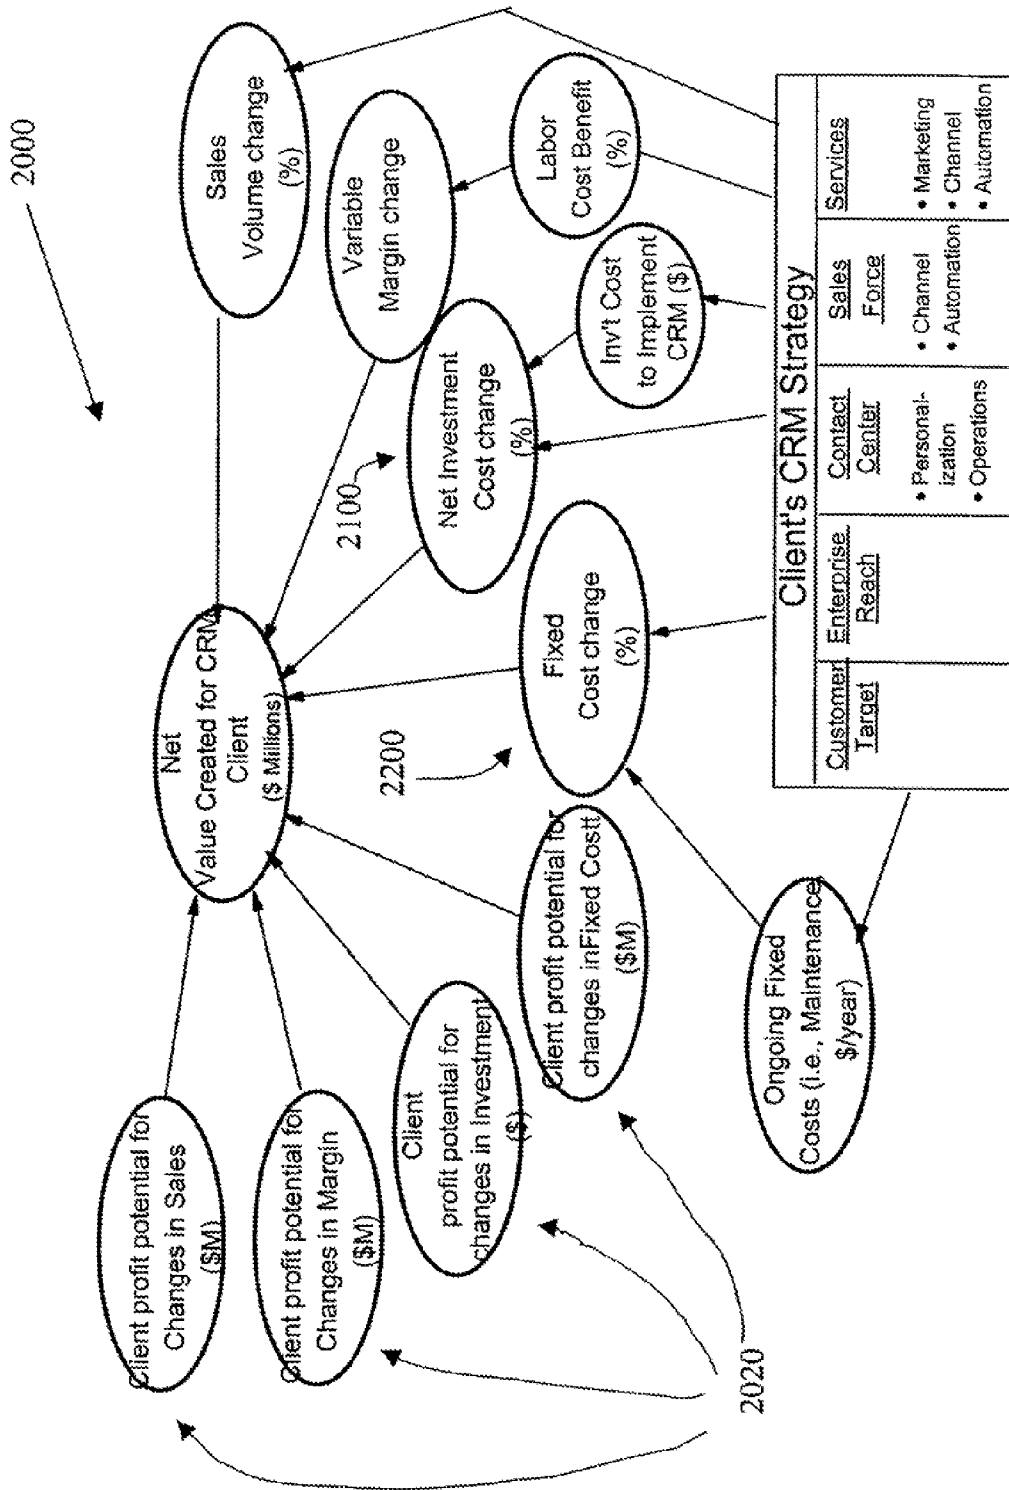 2000
Client profit potential for
Changes in Sales
($M)
Client profit potential for
Changes in Margin
($M)
Client
profit potential for
changes in Investment
($)
Client profit potential for
changes inFixed Costt
($M)
2020
Net
Value Created for CRM
Client
($ Millions)
Sales
Volume change
(%)
Variable
Margin change
2100
Net Investment
Cost change
(%)
2200
Fixed
Cost change
(%)
Labor
Cost Benefit
(%)
Inv't Cost
to Implement
CRM ($)
Ongoing Fixed
Costs (i.e., Maintenance
$/year)
Client's CRM Strategy
Customer
Target
Enterprise
Reach
Contact
Center
• Personal-
ization
• Operations
Sales
Force
• Channel
• Automation
Services
• Marketing
• Channel
• Automation